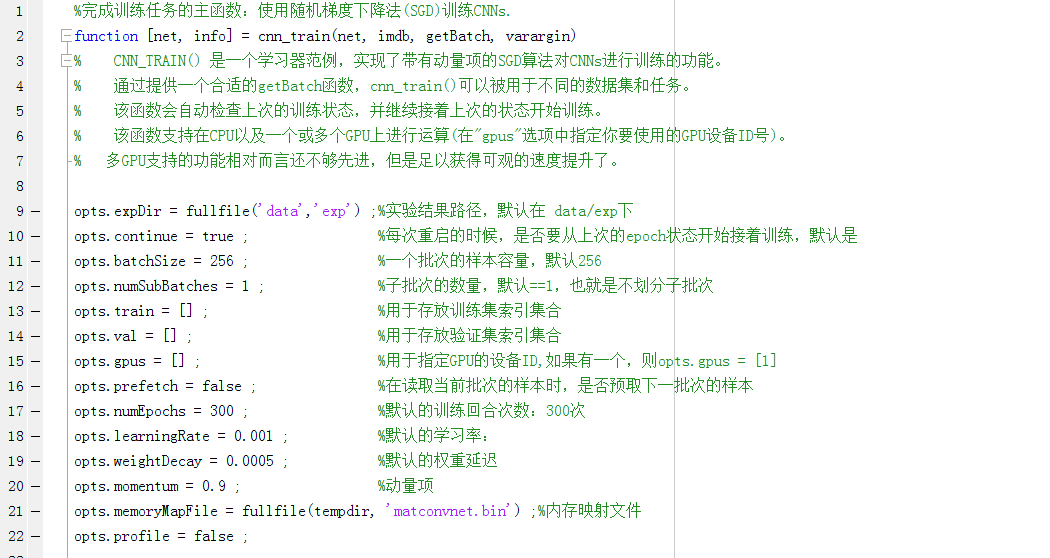 1 %完成训练任务的主函数：使用随机梯度下降法(SGD)训练CNNs.
2 function [net, info] = cnn_train(net, imdb, getBatch, varargin)
3 % CNN_TRAIN() 是一个学习器范例，实现了带有动量项的SGD算法对CNNs进行训练的功能。
4 % 通过提供一个合适的getBatch函数，cnn_train()可以被用于不同的数据集和任务。
5 % 该函数会自动检查上次的训练状态，并继续接着上次的状态开始训练。
6 % 该函数支持在CPU以及一个或多个GPU上进行运算(在"gpus"选项中指定你要使用的GPU设备ID号)。
7 % 多GPU支持的功能相对而言还不够先进，但是足以获得可观的速度提升了。
8
9 opts.expDir = fullfile('data','exp') ;%实验结果路径，默认在 data/exp下
10 opts.continue = true ; %每次重启的时候，是否要从上次的epoch状态开始接着训练，默认是
11 opts.batchSize = 256 ; %一个批次的样本容量，默认256
12 opts.numSubBatches = 1 ; %子批次的数量，默认==1，也就是不划分子批次
13 opts.train = [] ; %用于存放训练集索引集合
14 opts.val = [] ; %用于存放验证集索引集合
15 opts.gpus = [] ; %用于指定GPU的设备ID,如果有一个，则opts.gpus = [1]
16 opts.prefetch = false ; %在读取当前批次的样本时，是否预取下一批次的样本
17 opts.numEpochs = 300 ; %默认的训练回合次数：300次
18 opts.learningRate = 0.001 ; %默认的学习率：
19 opts.weightDecay = 0.0005 ; %默认的权重延迟
20 opts.momentum = 0.9 ; %动量项
21 opts.memoryMapFile = fullfile(tempdir, 'matconvnet.bin') ;%内存映射文件
22 opts.profile = false ;